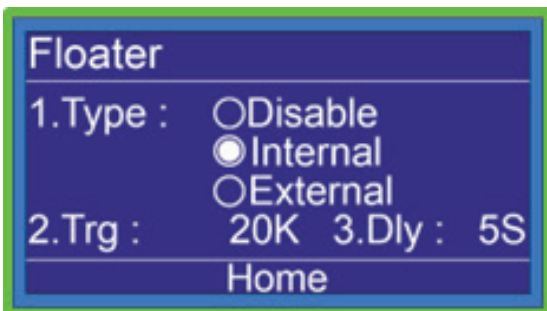 Floater
1.Type : Disable
Internal
External
2.Trg : 20K 3.Dly : 5S
Home